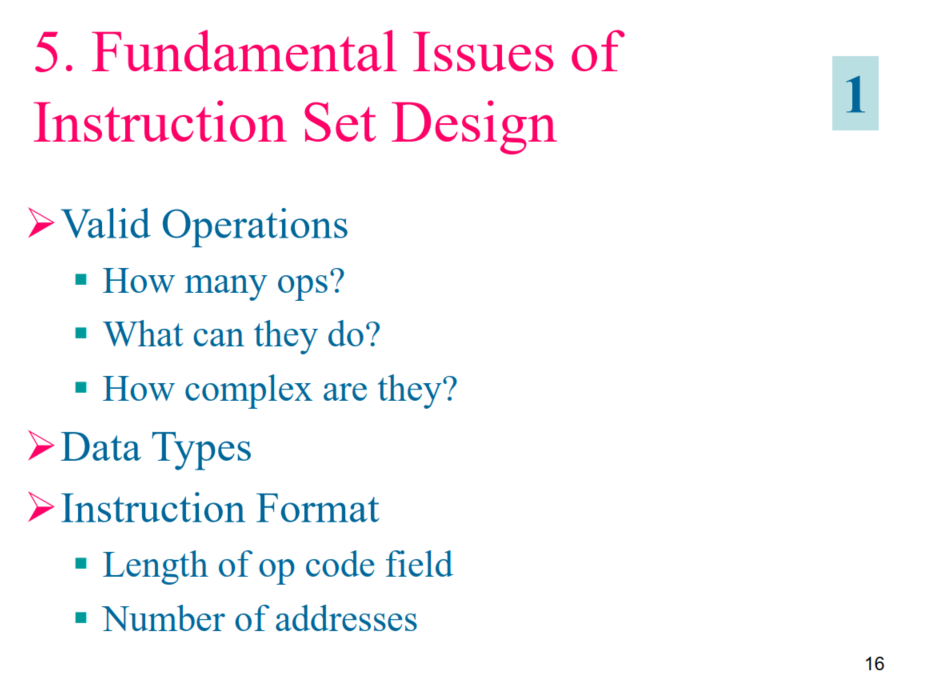 5. Fundamental Issues of
Instruction Set Design
1
Valid Operations
How many ops?
What can they do?
How complex are they?
Data Types
Instruction Format
Length of op code field
Number of addresses
16